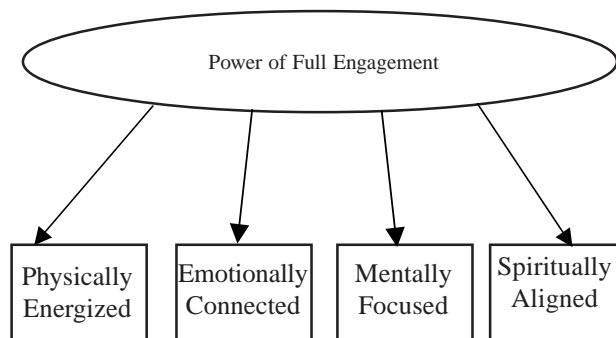 Power of Full Engagement
Physically
Energized
Emotionally
Connected
Mentally
Focused
Spiritually
Aligned